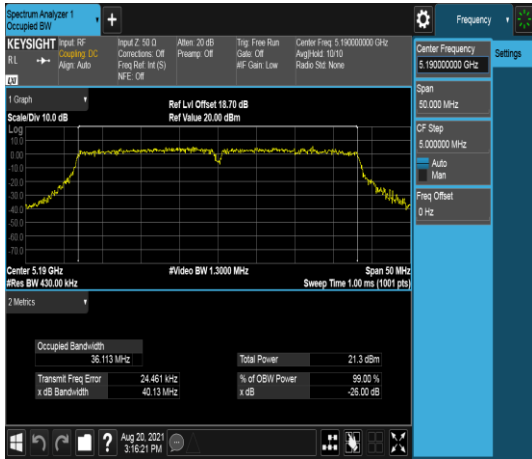 Spectrum Analyzer 1
Occupied BW
Frequency
KEYSIGHT
RL
LXI
Input: RF
Coupling: DC
Align: Auto
Input Z: 50 Ω
Corrections: Off
Freq Ref: Int (S)
NFE: Off
Atten: 20 dB
Preamp: Off
Trig: Free Run
Gate: Off
#IF Gain: Low
Center Freq: 5.190000000 GHz
Avg|Hold: 10/10
Radio Std: None
Center Frequency
5.190000000 GHz
Settings
Span
50.000 MHz
CF Step
5.000000 MHz
Auto
Man
Freq Offset
0 Hz
1 Graph
Scale/Div 10.0 dB
Ref Lvl Offset 18.70 dB
Ref Value 20.00 dBm
Log
10.0
0.00
-10.0
-20.0
-30.0
-40.0
-50.0
-60.0
-70.0
Center 5.19 GHz
#Res BW 430.00 kHz
#Video BW 1.3000 MHz
Span 50 MHz
Sweep Time 1.00 ms (1001 pts)
2 Metrics
Occupied Bandwidth
36.113 MHz
Total Power 21.3 dBm
Transmit Freq Error 24.461 kHz
% of OBW Power 99.00 %
x dB Bandwidth 40.13 MHz
x dB -26.00 dB
?
Aug 20, 2021
3:16:21 PM